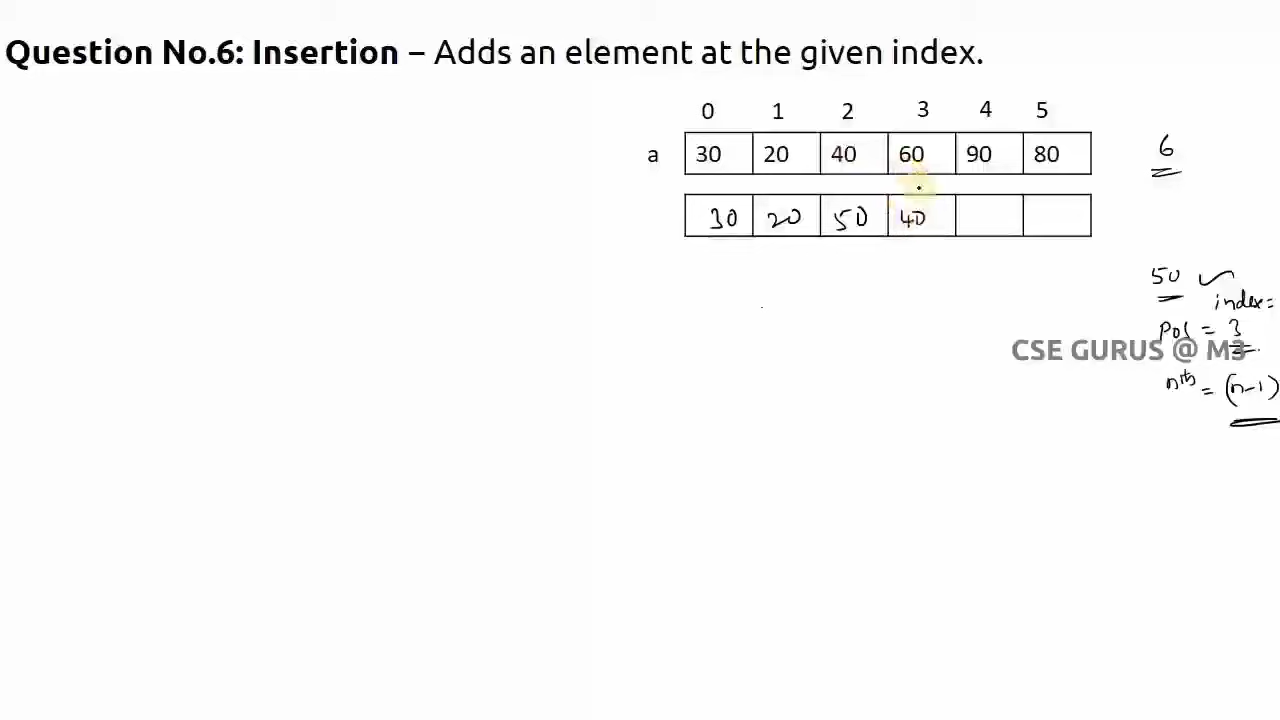 Question No.6: Insertion – Adds an element at the given index.
0 1 2 3 4 5
a 30 20 40 60 90 80 6
30 20 50 40
50
index=
pos = 3
CSE GURUS @ M3
nth = (n-1)